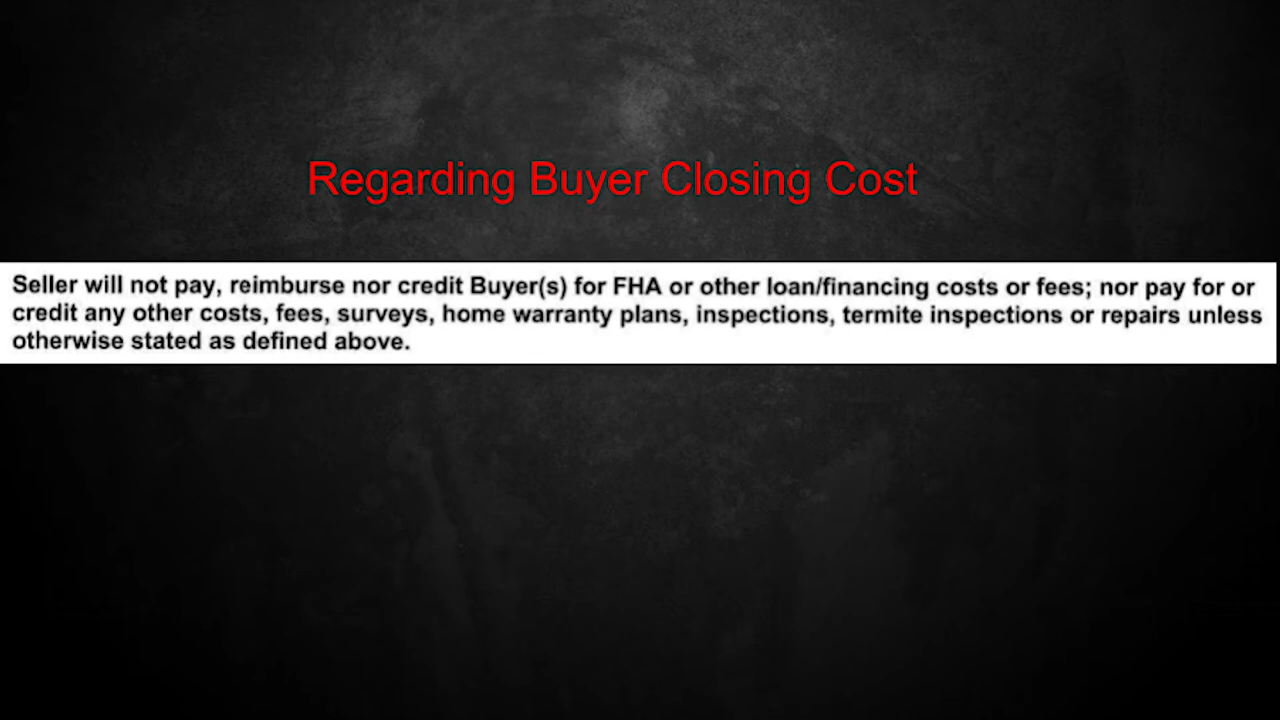 Regarding Buyer Closing Cost
Seller will not pay, reimburse nor credit Buyer(s) for FHA or other loan/financing costs or fees; nor pay for or
credit any other costs, fees, surveys, home warranty plans, inspections, termite inspections or repairs unless
otherwise stated as defined above.